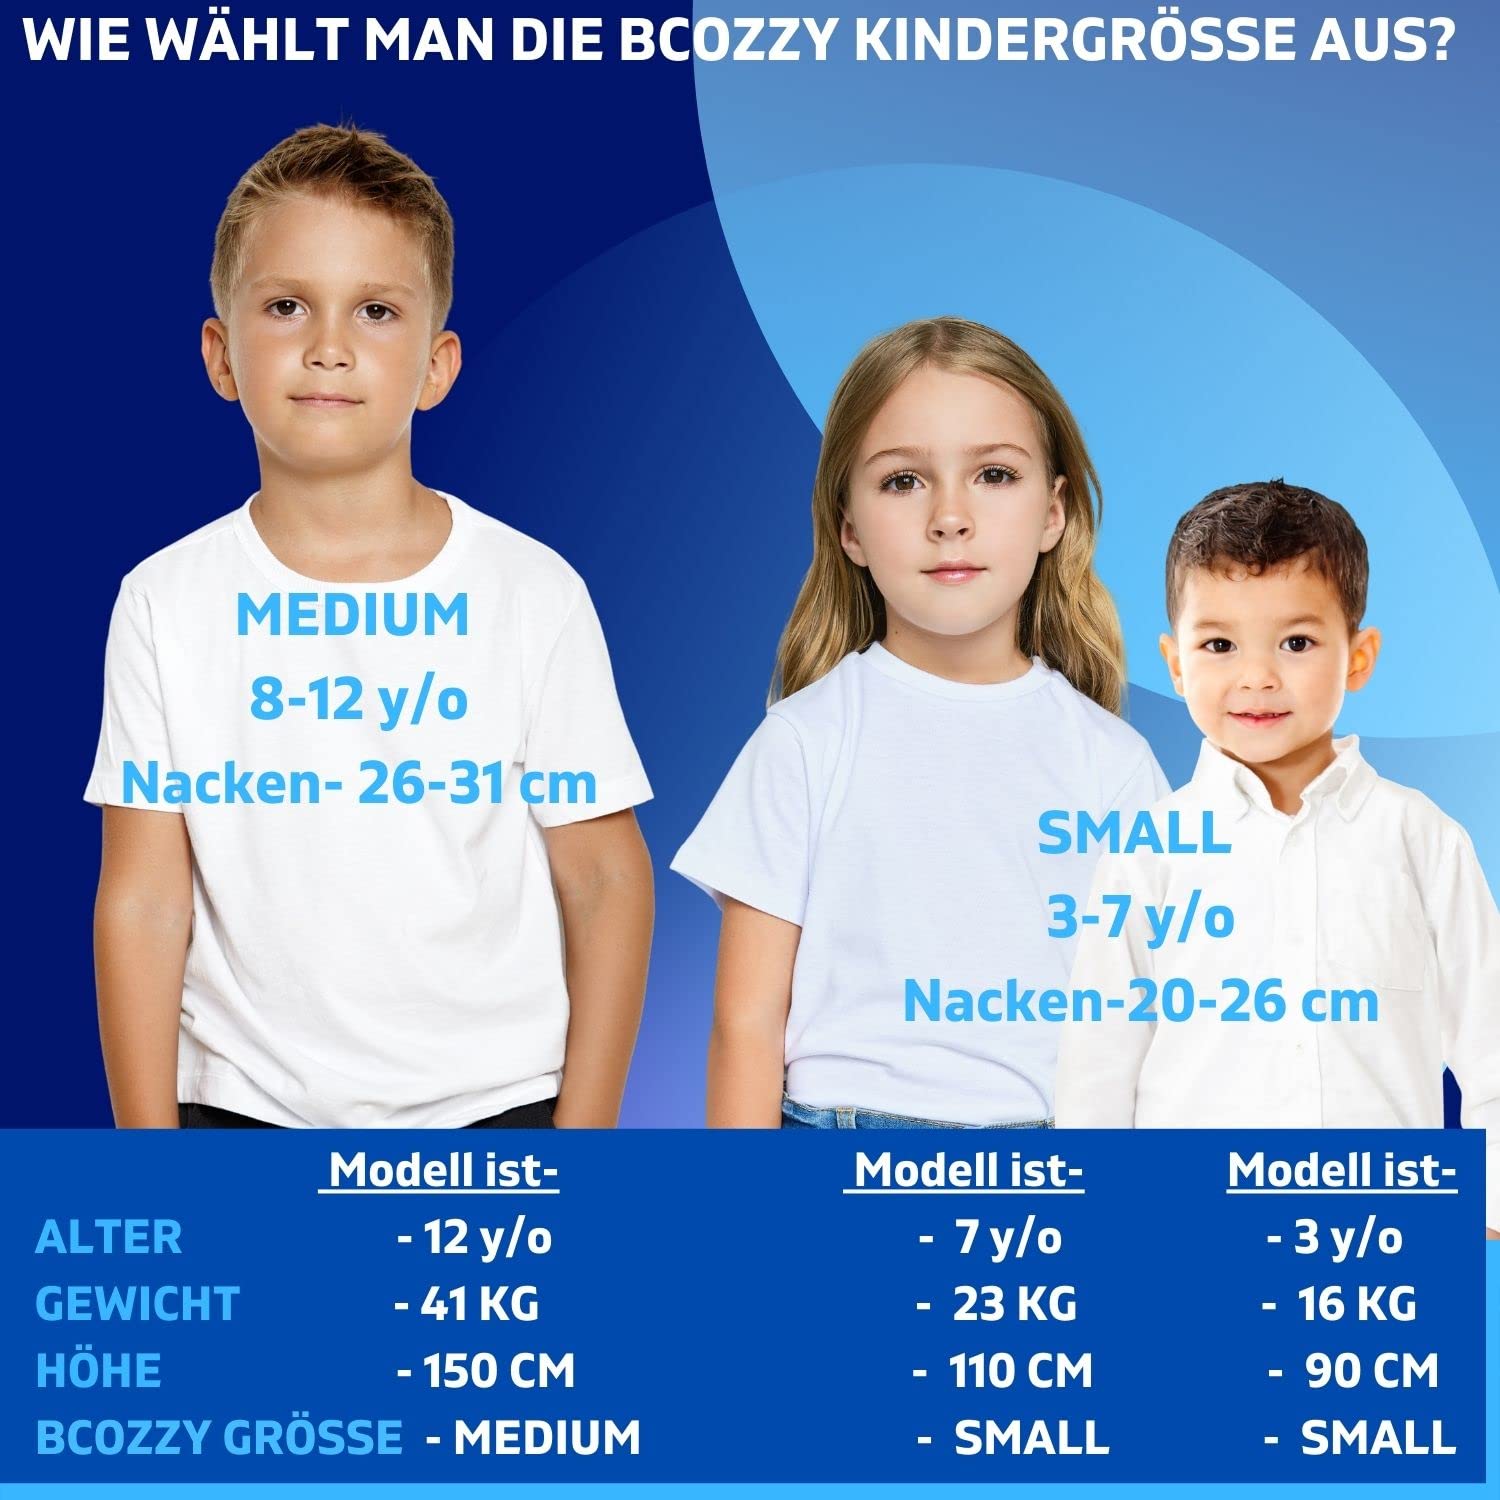 WIE WÄHLT MAN DIE BCOZZY KINDERGRÖSSE AUS?
MEDIUM
8-12 y/o
Nacken- 26-31 cm
SMALL
3-7 y/o
Nacken-20-26 cm
Modell ist- Modell ist- Modell ist-
ALTER - 12 y/o - 7 y/o - 3 y/o
GEWICHT - 41 KG - 23 KG - 16 KG
HÖHE - 150 CM - 110 CM - 90 CM
BCOZZY GRÖSSE - MEDIUM - SMALL - SMALL